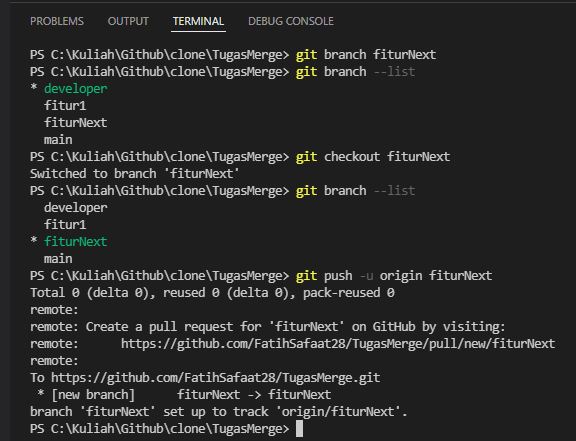 PROBLEMS OUTPUT TERMINAL DEBUG CONSOLE
PS C:\Kuliah\Github\clone\TugasMerge> git branch fiturNext
PS C:\Kuliah\Github\clone\TugasMerge> git branch --list
* developer
  fitur1
  fiturNext
  main
PS C:\Kuliah\Github\clone\TugasMerge> git checkout fiturNext
Switched to branch 'fiturNext'
PS C:\Kuliah\Github\clone\TugasMerge> git branch --list
  developer
  fitur1
* fiturNext
  main
PS C:\Kuliah\Github\clone\TugasMerge> git push -u origin fiturNext
Total 0 (delta 0), reused 0 (delta 0), pack-reused 0
remote:
remote: Create a pull request for 'fiturNext' on GitHub by visiting:
remote:      https://github.com/FatihSafaat28/TugasMerge/pull/new/fiturNext
remote:
To https://github.com/FatihSafaat28/TugasMerge.git
 * [new branch]      fiturNext -> fiturNext
branch 'fiturNext' set up to track 'origin/fiturNext'.
PS C:\Kuliah\Github\clone\TugasMerge>